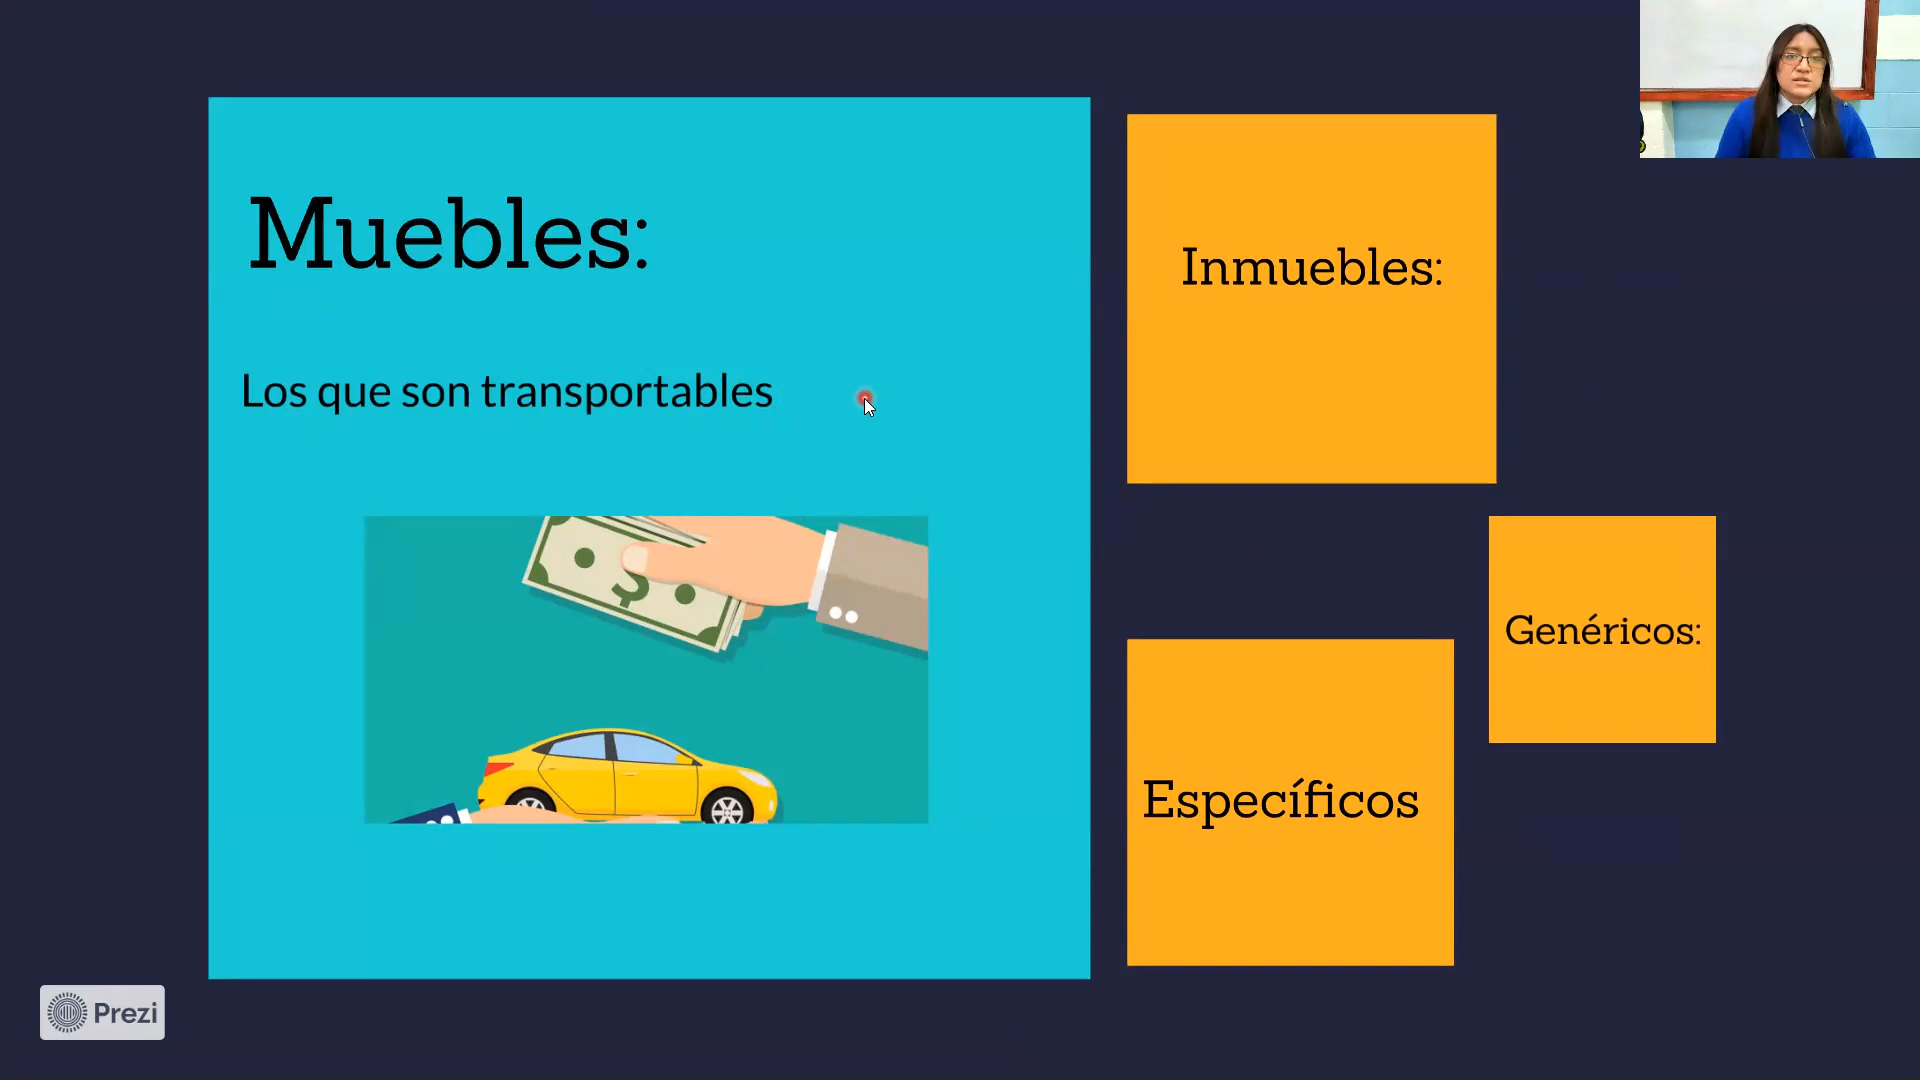 Muebles:
Los que son transportables
$
Inmuebles:
Genéricos:
Específicos
Prezi